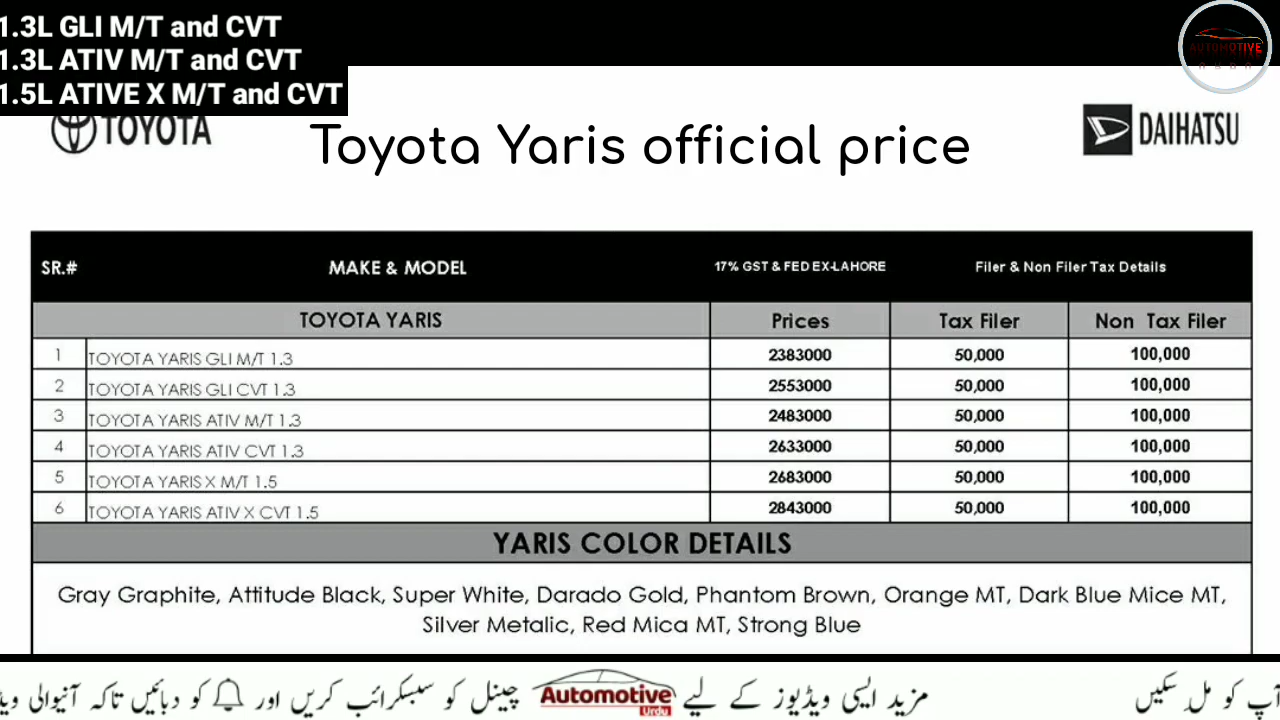 1.3L GLI M/T and CVT
1.3L ATIV M/T and CVT
1.5L ATIVE X M/T and CVT
AUTOMOTIVE
TOYOTA
Toyota Yaris official price
DAIHATSU
SR.# MAKE & MODEL 17% GST & FED EX-LAHORE Filer & Non Filer Tax Details
TOYOTA YARIS Prices Tax Filer Non Tax Filer
1 TOYOTA YARIS GLI M/T 1.3 2383000 50,000 100,000
2 TOYOTA YARIS GLI CVT 1.3 2553000 50,000 100,000
3 TOYOTA YARIS ATIV M/T 1.3 2483000 50,000 100,000
4 TOYOTA YARIS ATIV CVT 1.3 2633000 50,000 100,000
5 TOYOTA YARIS X M/T 1.5 2683000 50,000 100,000
6 TOYOTA YARIS ATIV X CVT 1.5 2843000 50,000 100,000
YARIS COLOR DETAILS
Gray Graphite, Attitude Black, Super White, Darado Gold, Phantom Brown, Orange MT, Dark Blue Mice MT,
Silver Metalic, Red Mica MT, Strong Blue
آپ کو مل سکیں مزید ایسی ویڈیوز کے لیے Automotive Urdu چینل کو سبسکرائب کریں اور کو دبائیں تاکہ آنیوالی